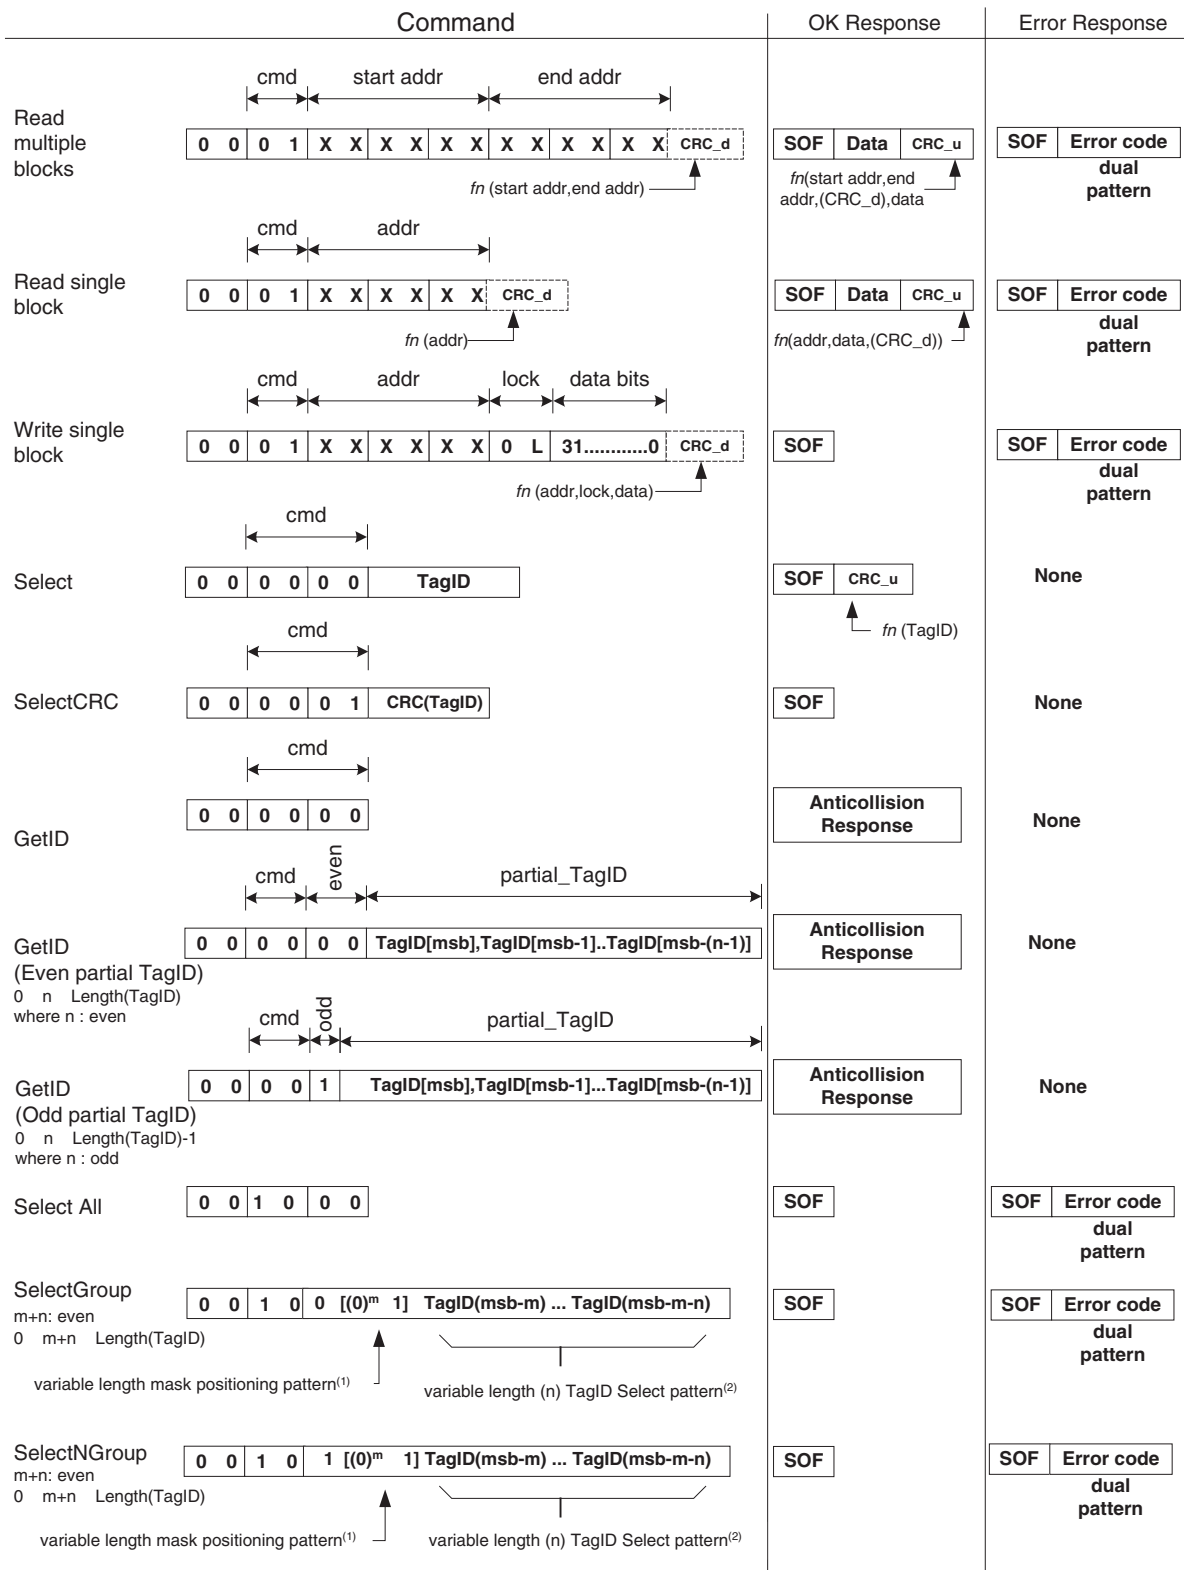 Command OK Response Error Response
cmd start addr end addr
Read
multiple
blocks
0 0 0 1 X X X X X X X X X X X X CRC_d
SOF Data CRC_u
SOF Error code
dual
pattern
fn (start addr,end addr)
fn(start addr,end
addr,(CRC_d),data
cmd addr
Read single
block
0 0 0 1 X X X X X X CRC_d
SOF Data CRC_u
SOF Error code
dual
pattern
fn (addr)
fn(addr,data,(CRC_d))
cmd addr lock data bits
Write single
block
0 0 0 1 X X X X X X 0 L 31............0 CRC_d
SOF
SOF Error code
dual
pattern
fn (addr,lock,data)
cmd
Select
0 0 0 0 0 0 TagID
SOF CRC_u
None
fn (TagID)
cmd
SelectCRC
0 0 0 0 0 1 CRC(TagID)
SOF
None
cmd
GetID
0 0 0 0 0 0
Anticollision
Response
None
cmd even partial_TagID
GetID
(Even partial TagID)
0 n Length(TagID)
where n : even
0 0 0 0 0 0 TagID[msb],TagID[msb-1]..TagID[msb-(n-1)]
Anticollision
Response
None
cmd odd partial_TagID
GetID
(Odd partial TagID)
0 n Length(TagID)-1
where n : odd
0 0 0 0 1 TagID[msb],TagID[msb-1]...TagID[msb-(n-1)]
Anticollision
Response
None
Select All
0 0 1 0 0 0
SOF
SOF Error code
dual
pattern
SelectGroup
m+n: even
0 m+n Length(TagID)
0 0 1 0 0 [(0)ᵐ 1] TagID(msb-m) ... TagID(msb-m-n)
SOF
SOF Error code
dual
pattern
variable length mask positioning pattern⁽¹⁾
variable length (n) TagID Select pattern⁽²⁾
SelectNGroup
m+n: even
0 m+n Length(TagID)
0 0 1 0 1 [(0)ᵐ 1] TagID(msb-m) ... TagID(msb-m-n)
SOF
SOF Error code
dual
pattern
variable length mask positioning pattern⁽¹⁾
variable length (n) TagID Select pattern⁽²⁾